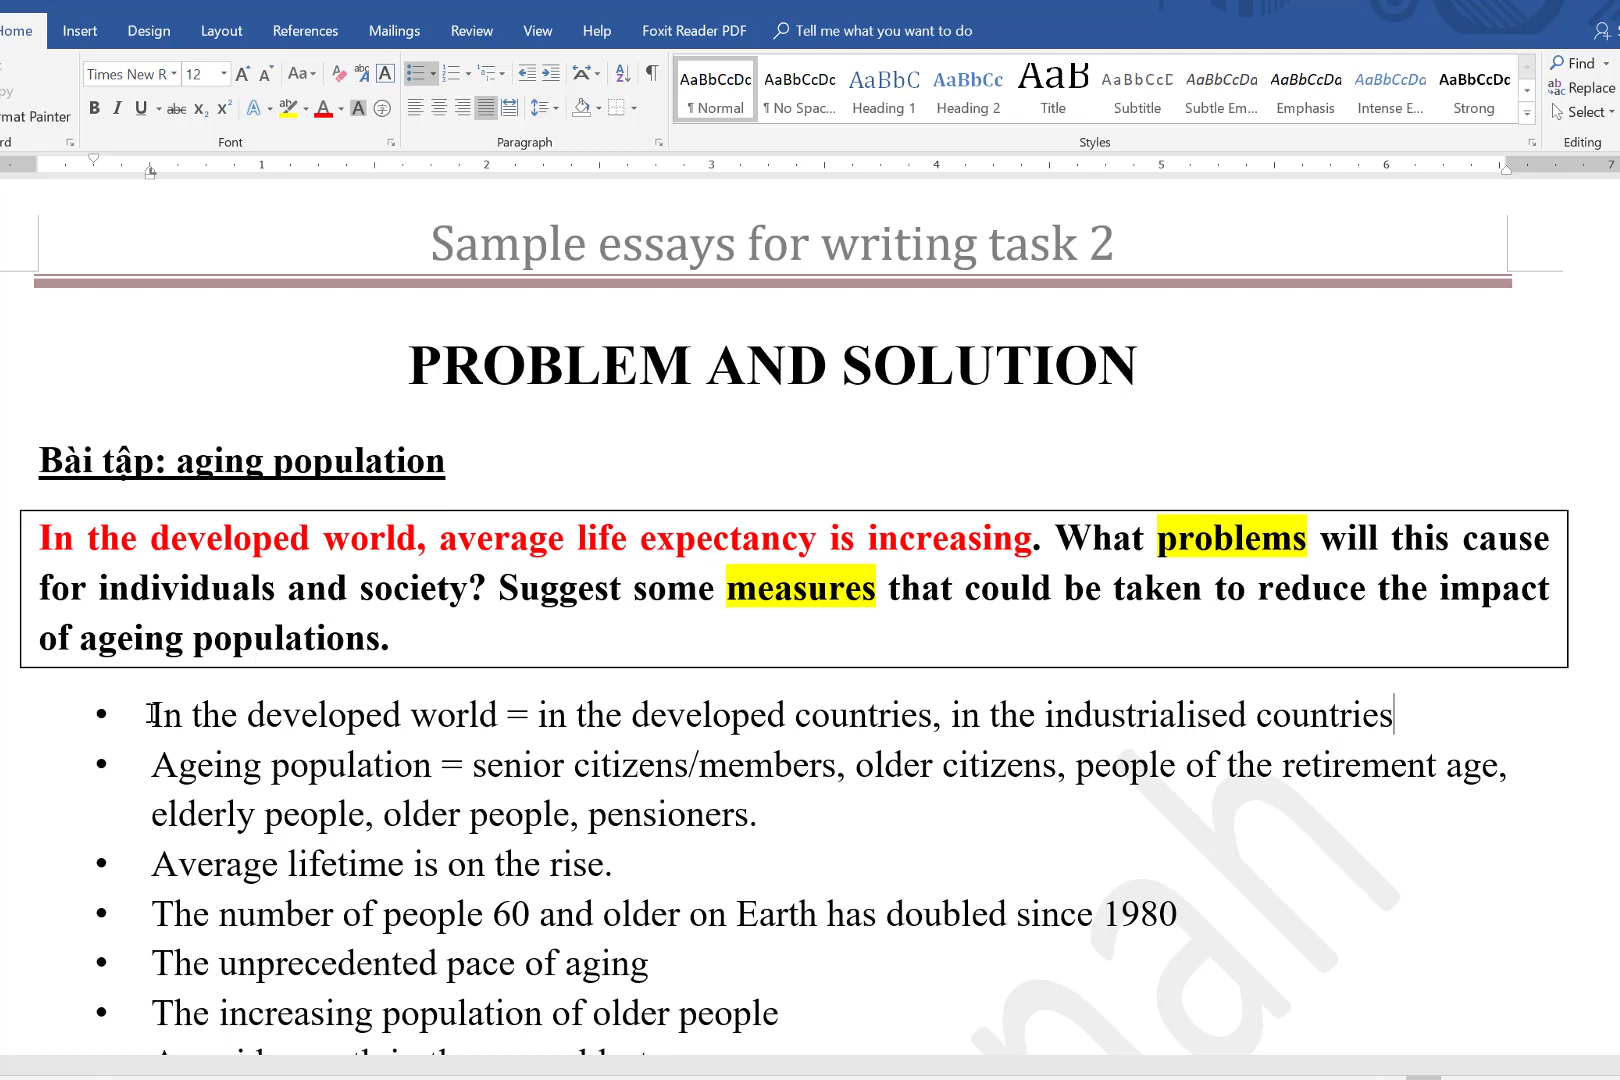 Home Insert Design Layout References Mailings Review View Help Foxit Reader PDF Tell me what you want to do
Times New R 12 Aa
AaBbCcDc AaBbCcDc AaBbC AaBbCc AaB AaBbCcD AaBbCcDa AaBbCcDa AaBbCcDa AaBbCcDc
¶ Normal ¶ No Spac... Heading 1 Heading 2 Title Subtitle Subtle Em... Emphasis Intense E... Strong
Find
Replace
Select
mat Painter
Font Paragraph Styles Editing
1 2 3 4 5 6 7
Sample essays for writing task 2
PROBLEM AND SOLUTION
Bài tập: aging population
In the developed world, average life expectancy is increasing. What problems will this cause
for individuals and society? Suggest some measures that could be taken to reduce the impact
of ageing populations.
• In the developed world = in the developed countries, in the industrialised countries
• Ageing population = senior citizens/members, older citizens, people of the retirement age,
elderly people, older people, pensioners.
• Average lifetime is on the rise.
• The number of people 60 and older on Earth has doubled since 1980
• The unprecedented pace of aging
• The increasing population of older people